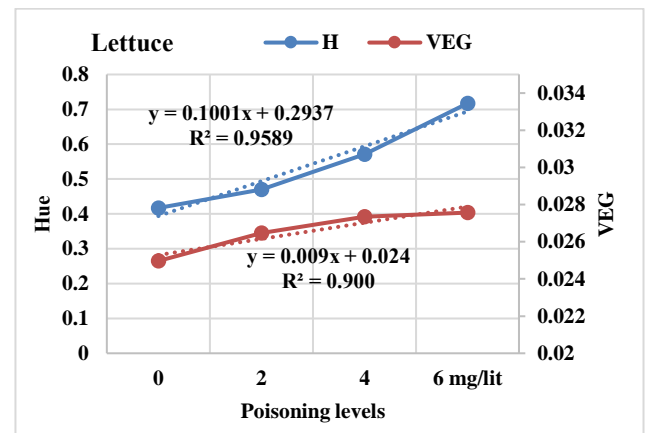 Lettuce
H
VEG
0.8
0.7
0.6
0.5
0.4
0.3
0.2
0.1
0
Hue
y = 0.1001x + 0.2937
R² = 0.9589
y = 0.009x + 0.024
R² = 0.900
0.034
0.032
0.03
0.028
0.026
0.024
0.022
0.02
VEG
0 2 4 6 mg/lit
Poisoning levels